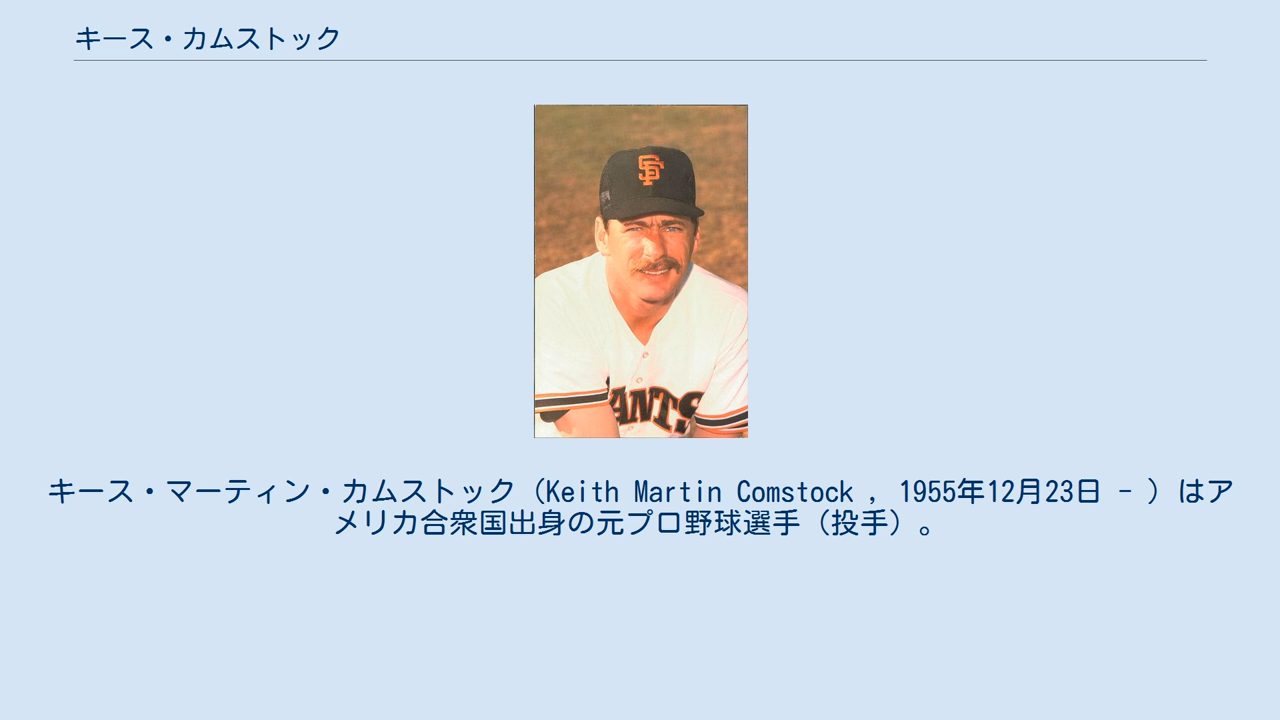 キース・カムストック
SF
ANTS
キース・マーティン・カムストック（Keith Martin Comstock , 1955年12月23日 - ）はア
メリカ合衆国出身の元プロ野球選手（投手）。